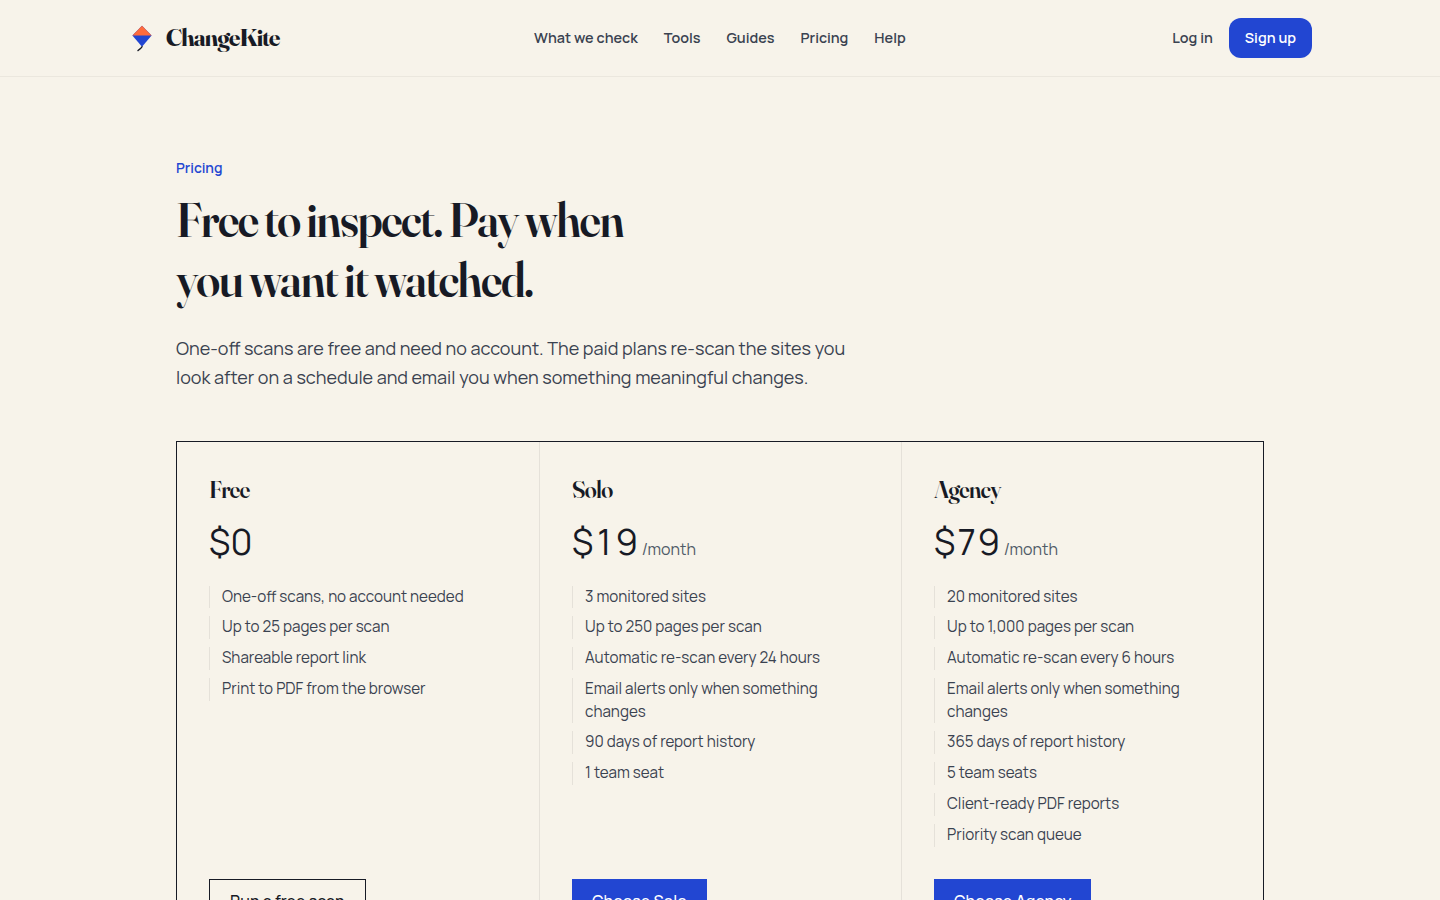 ChangeKite
What we check
Tools
Guides
Pricing
Help
Log in
Sign up
Pricing
Free to inspect. Pay when
you want it watched.
One-off scans are free and need no account. The paid plans re-scan the sites you
look after on a schedule and email you when something meaningful changes.
Free
$0
One-off scans, no account needed
Up to 25 pages per scan
Shareable report link
Print to PDF from the browser
Run a free scan
Solo
$19 /month
3 monitored sites
Up to 250 pages per scan
Automatic re-scan every 24 hours
Email alerts only when something
changes
90 days of report history
1 team seat
Choose Solo
Agency
$79 /month
20 monitored sites
Up to 1,000 pages per scan
Automatic re-scan every 6 hours
Email alerts only when something
changes
365 days of report history
5 team seats
Client-ready PDF reports
Priority scan queue
Choose Agency